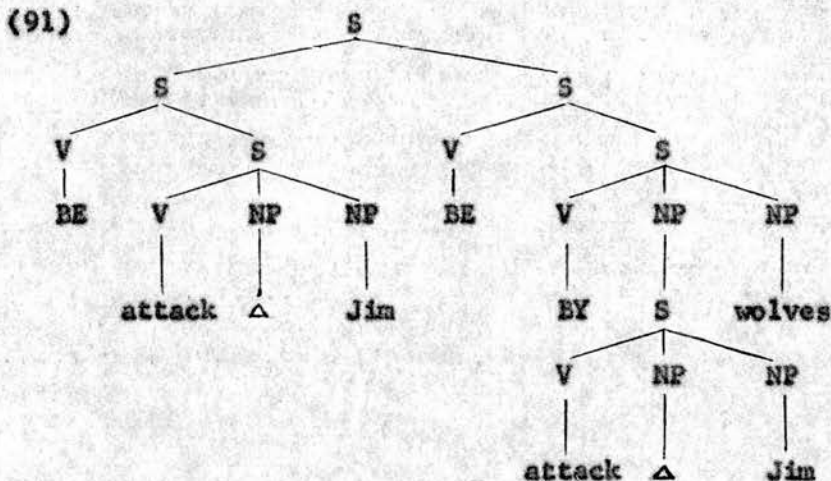 (91) S
S S
V S V S
BE V NP NP BE V NP NP
attack Δ Jim BY S wolves
V NP NP
attack Δ Jim